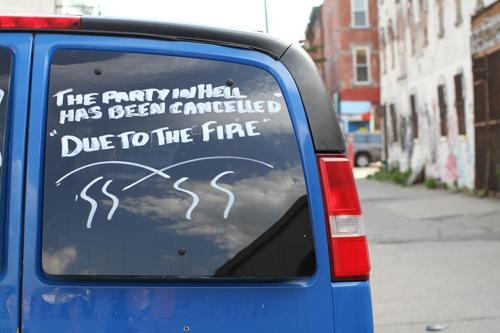 THE PARTY IN HELL
HAS BEEN CANCELLED
"DUE TO THE FIRE"